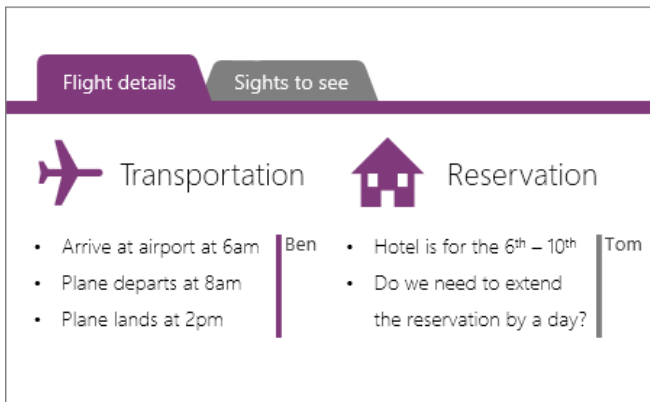 Flight details
Sights to see
Transportation
• Arrive at airport at 6am
• Plane departs at 8am
• Plane lands at 2pm
Ben
Reservation
• Hotel is for the 6th – 10th
• Do we need to extend
the reservation by a day?
Tom